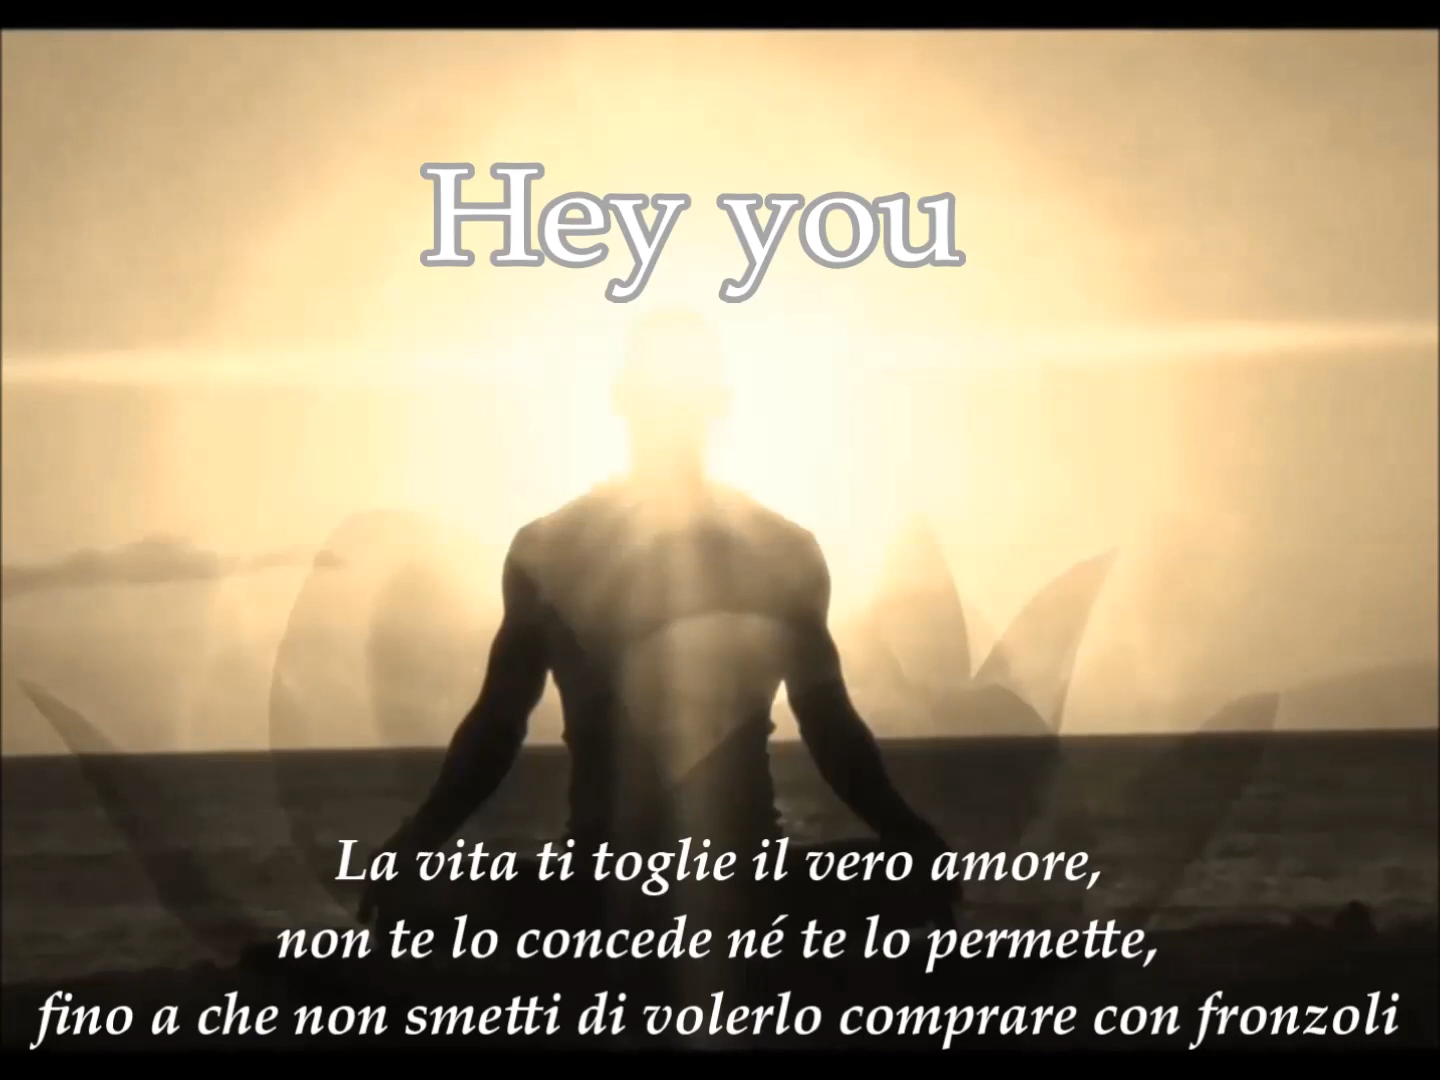 Hey you
La vita ti toglie il vero amore,
non te lo concede né te lo permette,
fino a che non smetti di volerlo comprare con fronzoli